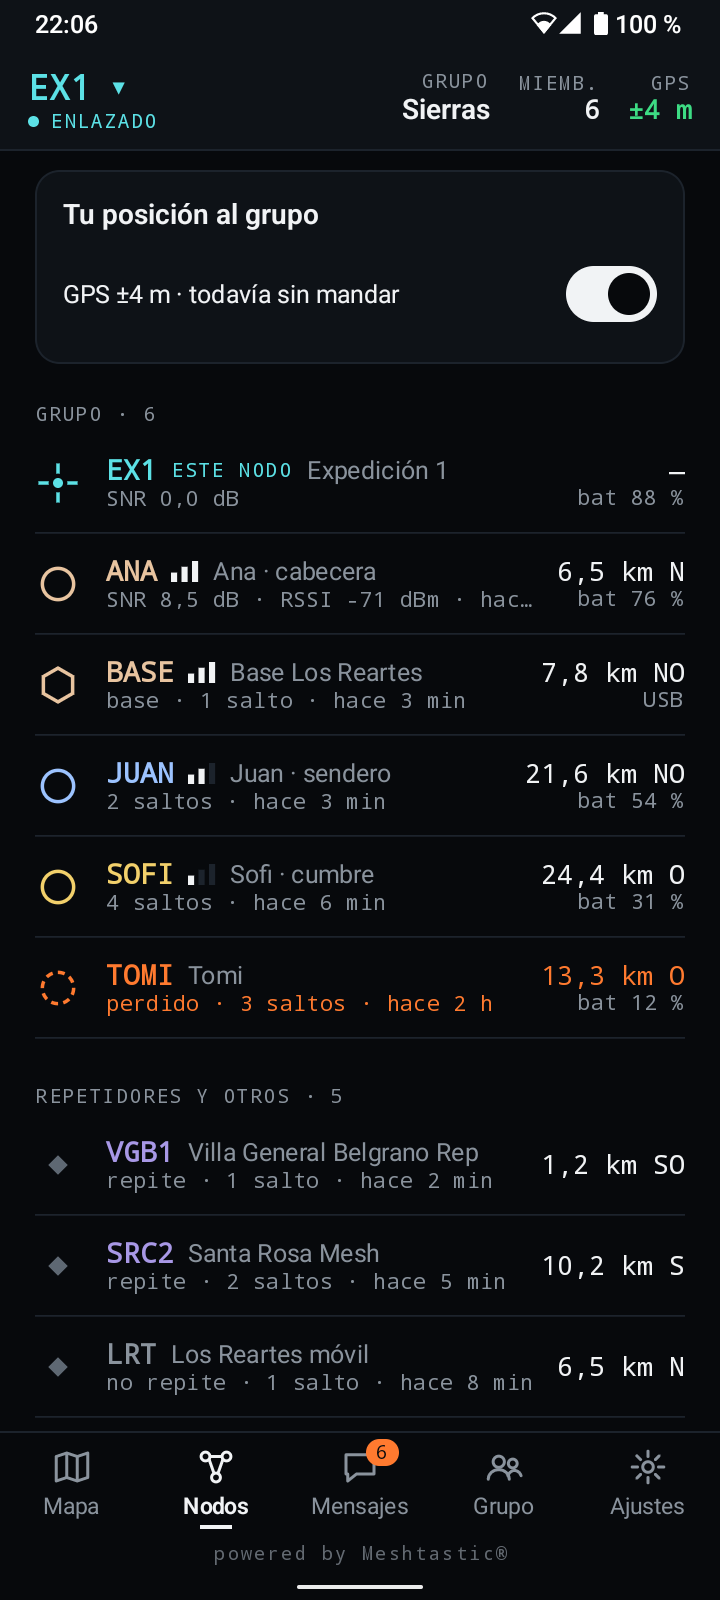 22:06
100 %
EX1 ▼
ENLAZADO
GRUPO
Sierras
MIEMB.
6
GPS
±4 m
Tu posición al grupo
GPS ±4 m · todavía sin mandar
GRUPO · 6
EX1 ESTE NODO Expedición 1 —
SNR 0,0 dB bat 88 %
ANA Ana · cabecera 6,5 km N
SNR 8,5 dB · RSSI -71 dBm · hac… bat 76 %
BASE Base Los Reartes 7,8 km NO
base · 1 salto · hace 3 min USB
JUAN Juan · sendero 21,6 km NO
2 saltos · hace 3 min bat 54 %
SOFI Sofi · cumbre 24,4 km O
4 saltos · hace 6 min bat 31 %
TOMI Tomi 13,3 km O
perdido · 3 saltos · hace 2 h bat 12 %
REPETIDORES Y OTROS · 5
VGB1 Villa General Belgrano Rep 1,2 km SO
repite · 1 salto · hace 2 min
SRC2 Santa Rosa Mesh 10,2 km S
repite · 2 saltos · hace 5 min
LRT Los Reartes móvil 6,5 km N
no repite · 1 salto · hace 8 min
6
Mapa Nodos Mensajes Grupo Ajustes
powered by Meshtastic®